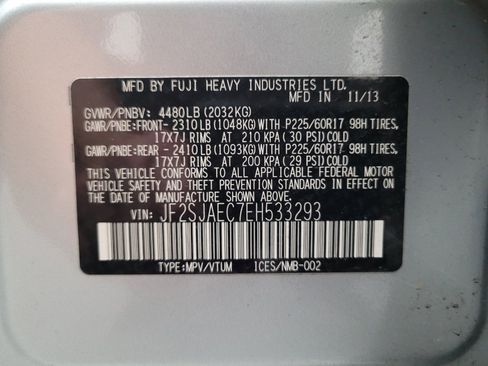 MFD BY FUJI HEAVY INDUSTRIES LTD.
MFD IN 11/13
GVWR/PNBV: 4480LB (2032KG)
GAWR/PNBE:FRONT- 2310LB (1048KG)WITH P225/60R17 98H TIRES,
17X7J RIMS AT 210 KPA (30 PSI)COLD
GAWR/PNBE:REAR - 2410LB (1093KG)WITH P225/60R17 98H TIRES,
17X7J RIMS AT 200 KPA (29 PSI)COLD
THIS VEHICLE CONFORMS TO ALL APPLICABLE FEDERAL MOTOR
VEHICLE SAFETY STANDARDS IN EFFECT ON THE DATE OF
MANUFACTURE SHOWN ABOVE.
VIN: JF2SJAEC7EH533293
TYPE:MPV/VTUM ICES/NMB-002